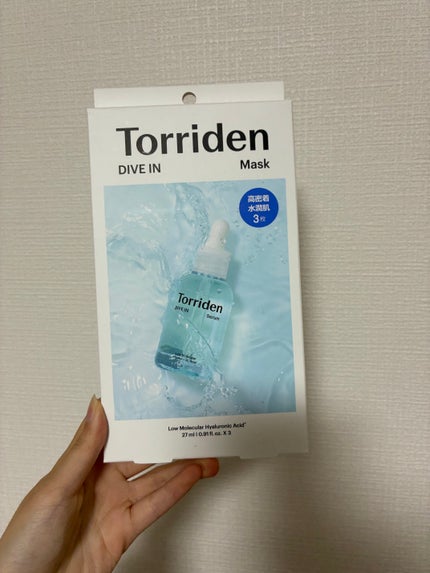 Torriden
DIVE IN Mask
高密着
水潤肌
3枚
Torriden
DIVE IN Serum
Low Molecular Hyaluronic Acid*
27 ml | 0.91 fl. oz. X 3